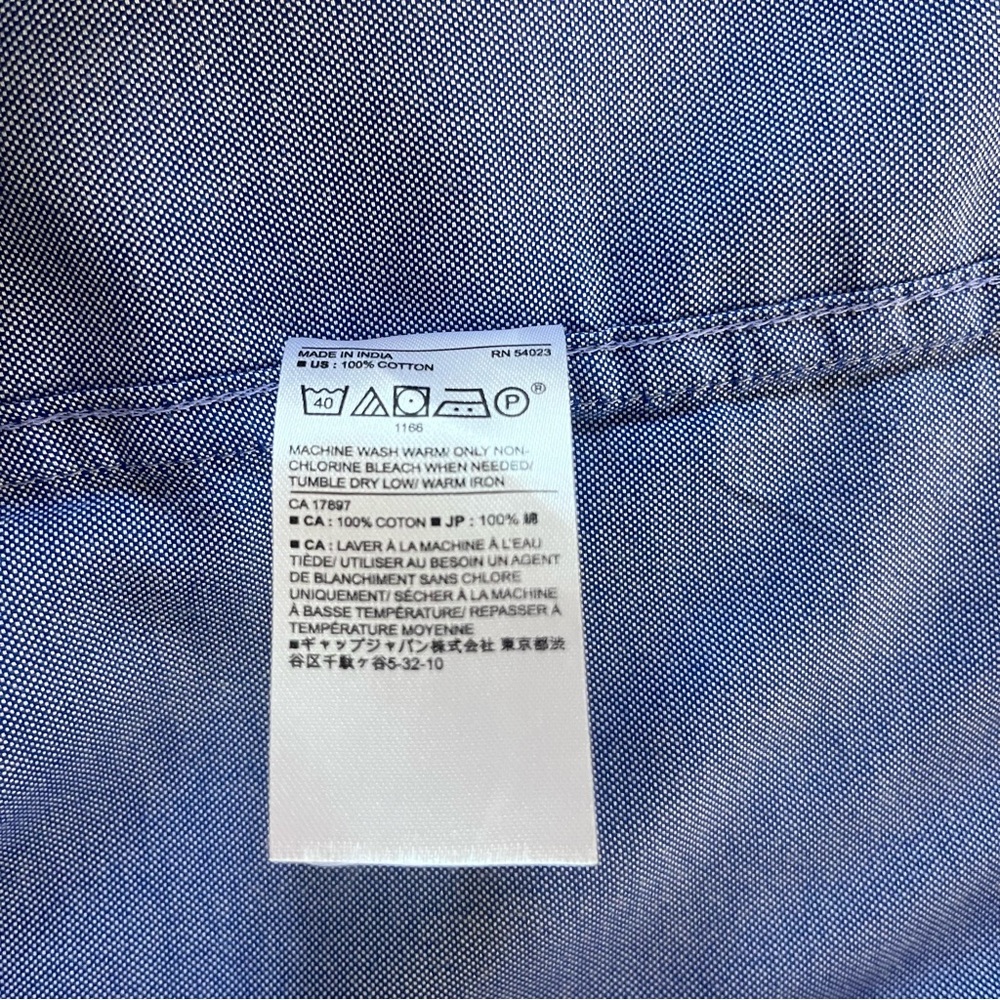 MADE IN INDIA RN 54023
■ US : 100% COTTON
40 P ®
1166
MACHINE WASH WARM/ ONLY NON-
CHLORINE BLEACH WHEN NEEDED/
TUMBLE DRY LOW/ WARM IRON
CA 17897
■ CA : 100% COTON ■ JP : 100% 綿
■ CA : LAVER À LA MACHINE À L'EAU
TIÈDE/ UTILISER AU BESOIN UN AGENT
DE BLANCHIMENT SANS CHLORE
UNIQUEMENT/ SÉCHER À LA MACHINE
À BASSE TEMPÉRATURE/ REPASSER À
TEMPÉRATURE MOYENNE
■ギャップジャパン株式会社 東京都渋
谷区千駄ヶ谷5-32-10